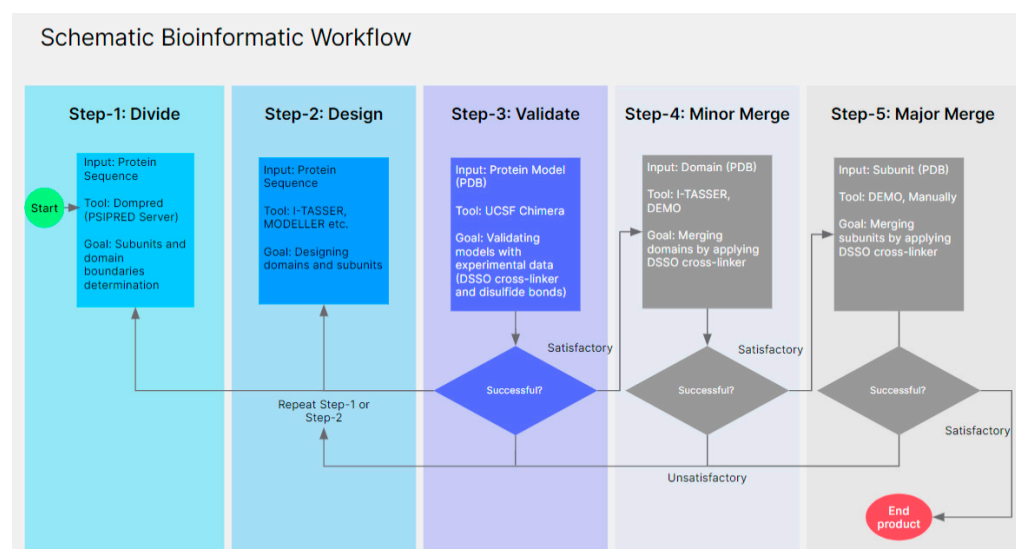 Schematic Bioinformatic Workflow
Step-1: Divide
Step-2: Design
Step-3: Validate
Step-4: Minor Merge
Step-5: Major Merge
Start
Input: Protein
Sequence
Tool: Dompred
(PSIPRED Server)
Goal: Subunits and
domain
boundaries
determination
Input: Protein
Sequence
Tool: I-TASSER,
MODELLER etc.
Goal: Designing
domains and subunits
Input: Protein Model
(PDB)
Tool: UCSF Chimera
Goal: Validating
models with
experimental data
(DSSO cross-linker
and disulfide bonds)
Input: Domain (PDB)
Tool: I-TASSER,
DEMO
Goal: Merging
domains by applying
DSSO cross-linker
Input: Subunit (PDB)
Tool: DEMO, Manually
Goal: Merging
subunits by applying
DSSO cross-linker
Satisfactory
Satisfactory
Successful?
Successful?
Successful?
Repeat Step-1 or
Step-2
Satisfactory
Unsatisfactory
End
product